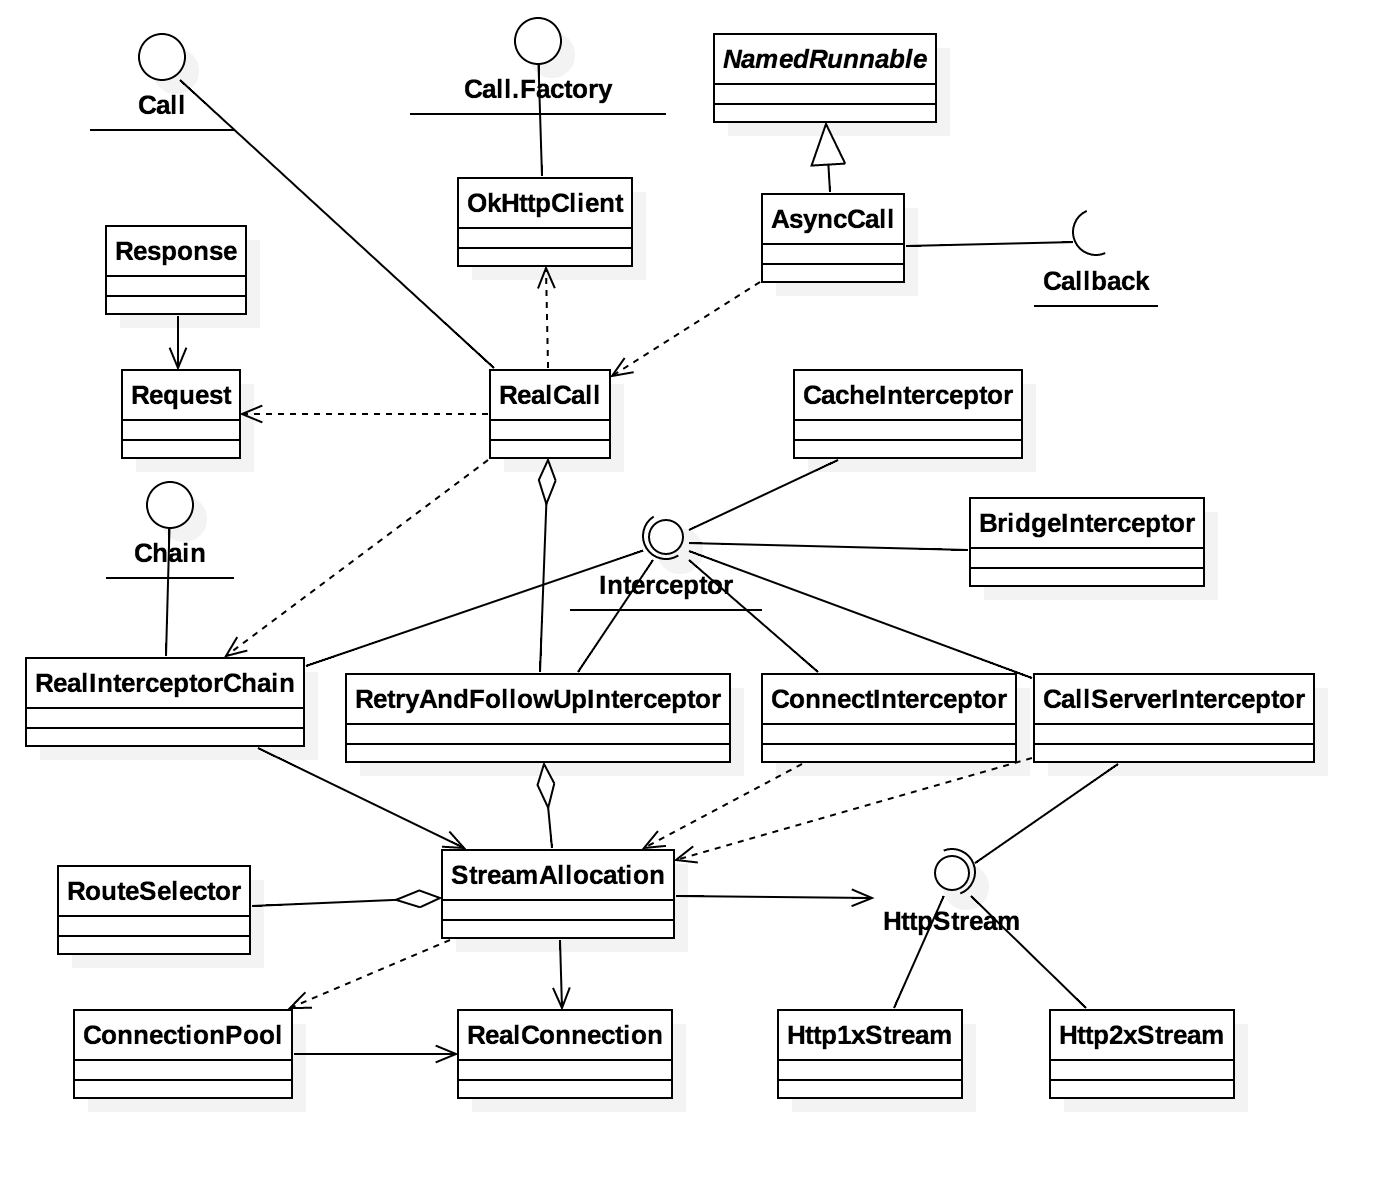 Call
Call.Factory
NamedRunnable
OkHttpClient
AsyncCall
Response
Callback
Request
RealCall
CacheInterceptor
BridgeInterceptor
Chain
Interceptor
RealInterceptorChain
RetryAndFollowUpInterceptor
ConnectInterceptor
CallServerInterceptor
RouteSelector
StreamAllocation
HttpStream
ConnectionPool
RealConnection
Http1xStream
Http2xStream